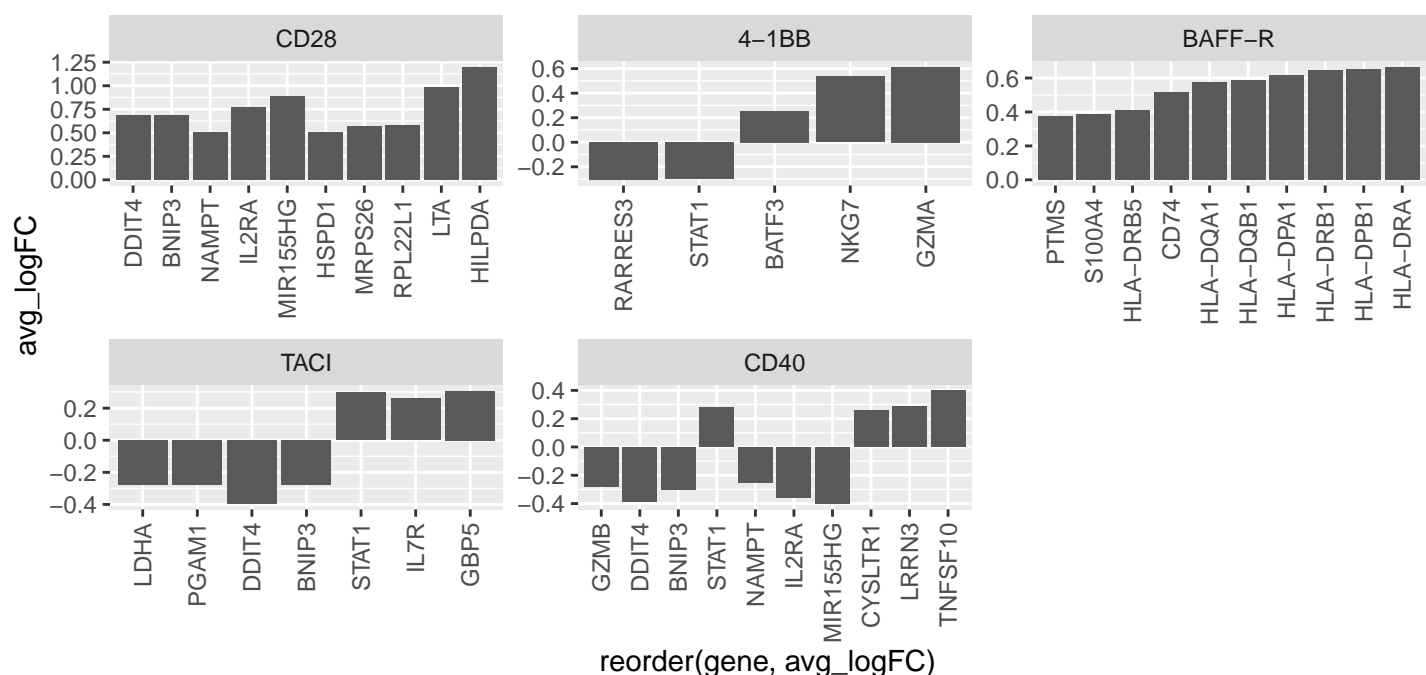 CD28
4−1BB
BAFF−R
1.25
1.00
0.75
0.50
0.25
0.00
0.6
0.4
0.2
0.0
−0.2
0.6
0.4
0.2
0.0
DDIT4
BNIP3
NAMPT
IL2RA
MIR155HG
HSPD1
MRPS26
RPL22L1
LTA
HILPDA
RARRES3
STAT1
BATF3
NKG7
GZMA
PTMS
S100A4
HLA−DRB5
CD74
HLA−DQA1
HLA−DQB1
HLA−DPA1
HLA−DRB1
HLA−DPB1
HLA−DRA
avg_logFC
TACI
CD40
0.2
0.0
−0.2
−0.4
0.4
0.2
0.0
−0.2
−0.4
LDHA
PGAM1
DDIT4
BNIP3
STAT1
IL7R
GBP5
GZMB
DDIT4
BNIP3
STAT1
NAMPT
IL2RA
MIR155HG
CYSLTR1
LRRN3
TNFSF10
reorder(gene, avg_logFC)